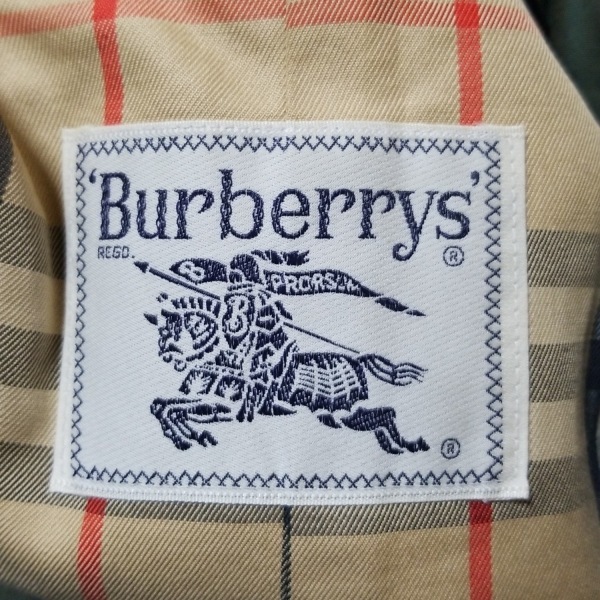 'Burberrys'
REGD. ®
B
PRORSUM
B
®